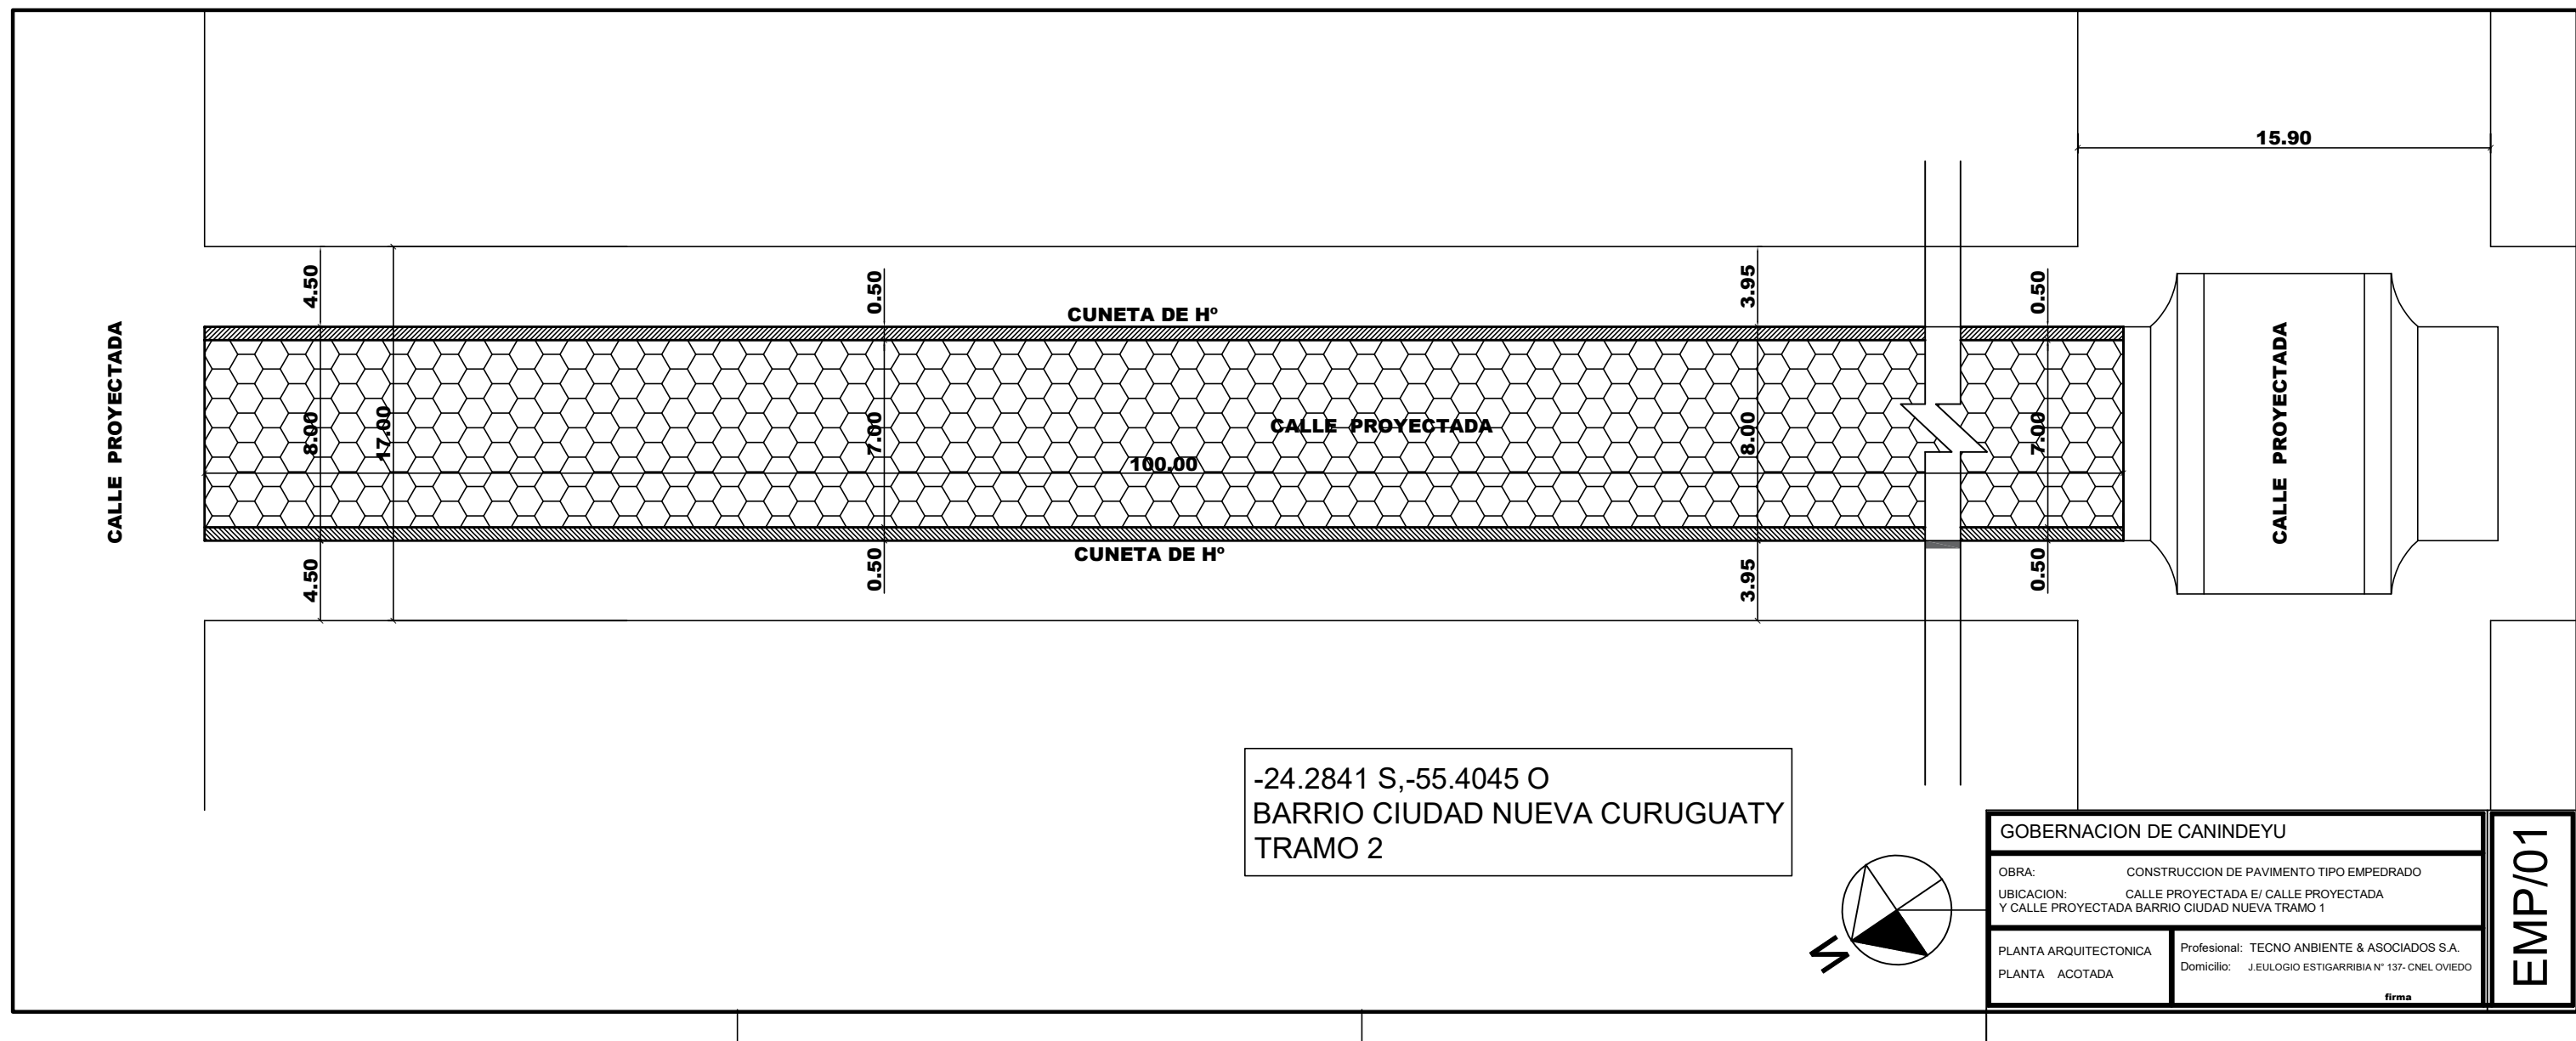 15.90
4.50
0.50
3.95
0.50
CUNETA DE Hº
CALLE PROYECTADA
8.00
17.00
7.00
CALLE PROYECTADA
100.00
8.00
7.00
CALLE PROYECTADA
4.50
0.50
CUNETA DE Hº
3.95
0.50
-24.2841 S,-55.4045 O
BARRIO CIUDAD NUEVA CURUGUATY
TRAMO 2
N
GOBERNACION DE CANINDEYU
OBRA: CONSTRUCCION DE PAVIMENTO TIPO EMPEDRADO
UBICACION: CALLE PROYECTADA E/ CALLE PROYECTADA
Y CALLE PROYECTADA BARRIO CIUDAD NUEVA TRAMO 1
PLANTA ARQUITECTONICA
PLANTA ACOTADA
Profesional: TECNO ANBIENTE & ASOCIADOS S.A.
Domicilio: J.EULOGIO ESTIGARRIBIA N° 137- CNEL OVIEDO
firma
EMP/01